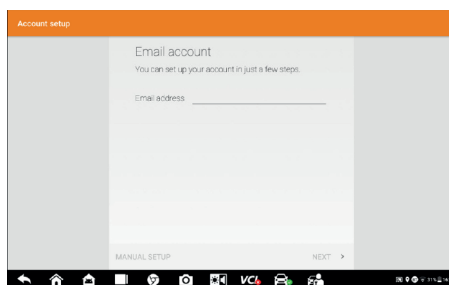 Account setup
Email account
You can set up your account in just a few steps.
Email address
MANUAL SETUP NEXT >
VCI